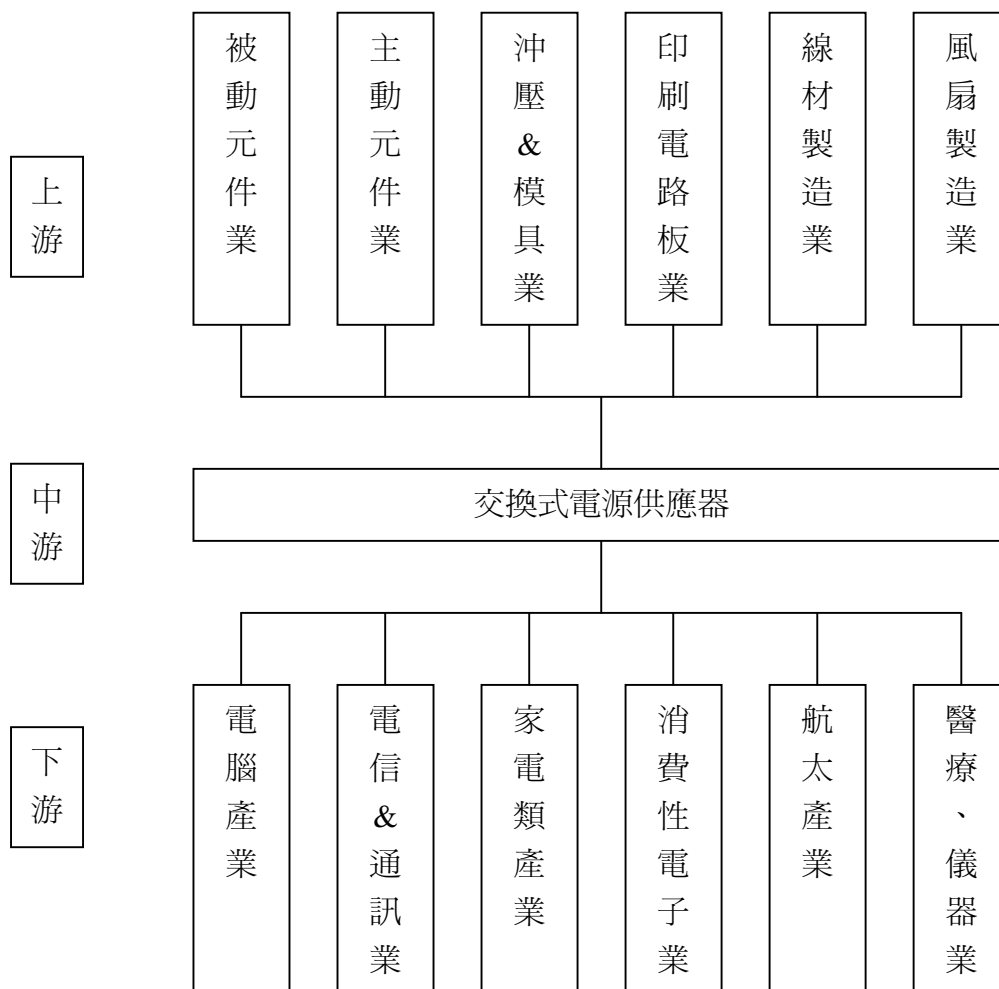 上游
被動元件業
主動元件業
沖壓&模具業
印刷電路板業
線材製造業
風扇製造業
中游
交換式電源供應器
下游
電腦產業
電信&通訊業
家電類產業
消費性電子業
航太產業
醫療、儀器業